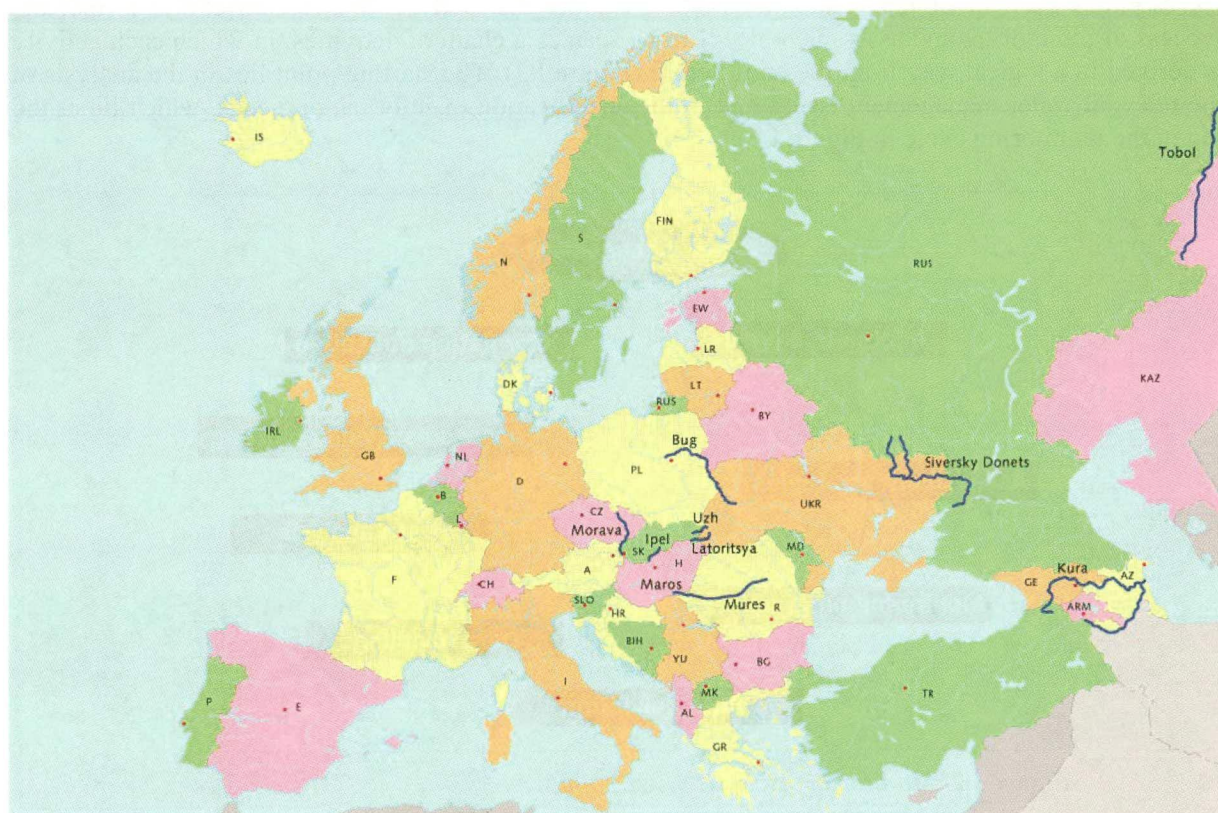 IS
Tobol
FIN
S
N
RUS
EW
LR
KAZ
DK
LT
RUS
BY
IRL
Bug
GB
NL
D
PL
Siversky Donets
B
UKR
L
CZ
Uzh
Morava
Ipel
SK
Latoritsya
MD
F
A
H
Kura
AZ
CH
Maros
GE
SLO
Mures
ARM
HR
R
BIH
YU
BG
P
E
I
MK
TR
AL
GR